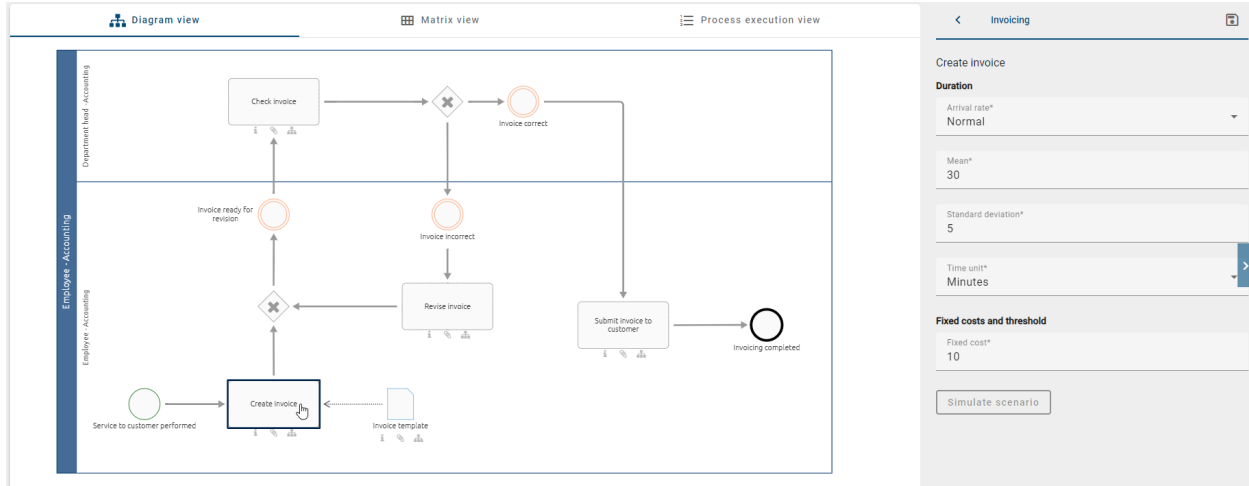 Diagram view
Matrix view
Process execution view
Invoicing
Create invoice
Duration
Arrival rate*
Normal
Mean*
30
Standard deviation*
5
Time unit*
Minutes
Fixed costs and threshold
Fixed cost*
10
Simulate scenario
Employee - Accounting
Department head - Accounting
Check invoice
Invoice correct
Employee - Accounting
Invoice ready for
revision
Invoice incorrect
Revise invoice
Submit invoice to
customer
Invoicing completed
Service to customer performed
Create invoice
Invoice template